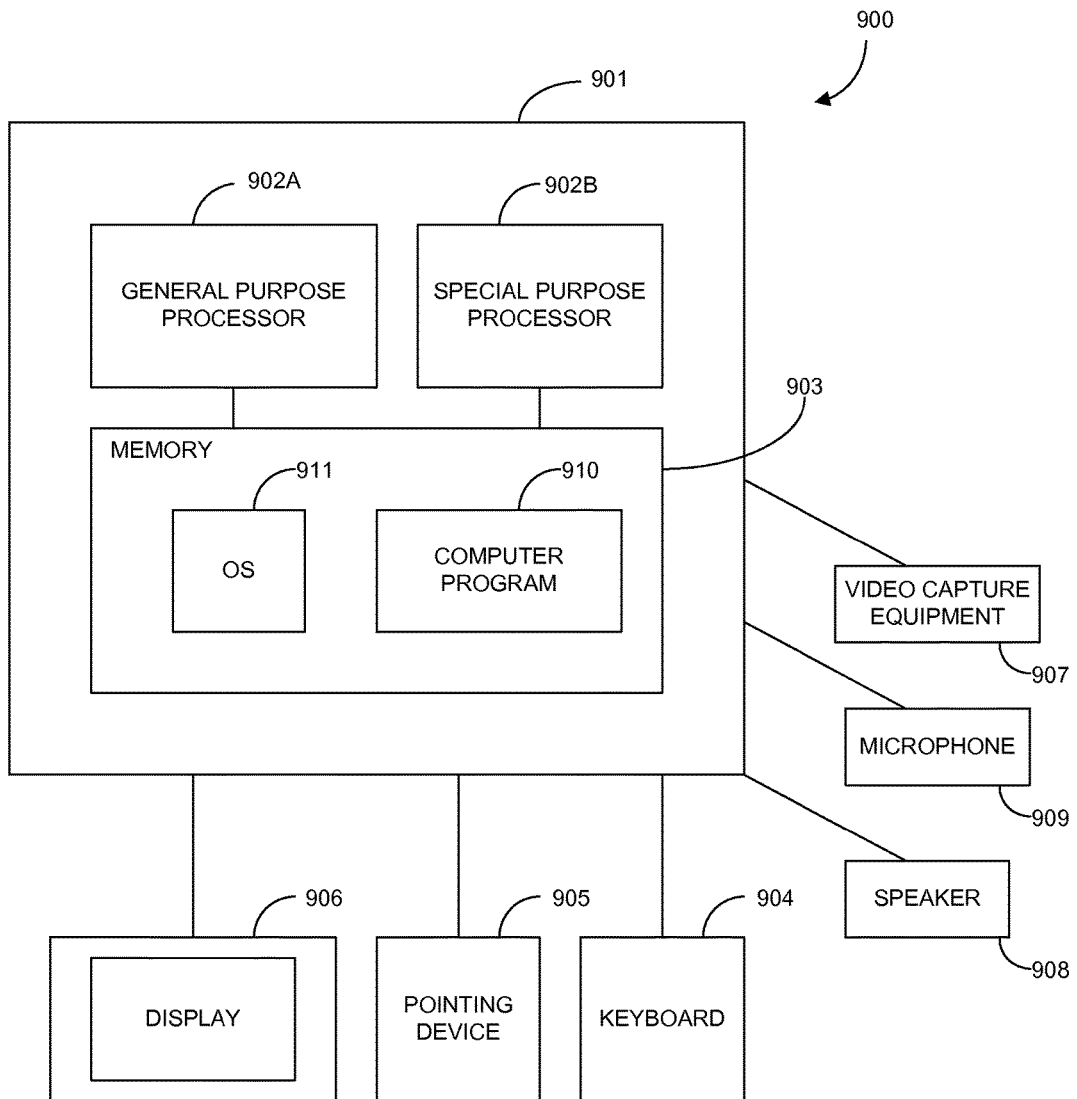 900
901
902A
902B
GENERAL PURPOSE
PROCESSOR
SPECIAL PURPOSE
PROCESSOR
903
MEMORY
911
910
OS
COMPUTER
PROGRAM
VIDEO CAPTURE
EQUIPMENT
907
MICROPHONE
909
SPEAKER
908
906
905
904
DISPLAY
POINTING
DEVICE
KEYBOARD